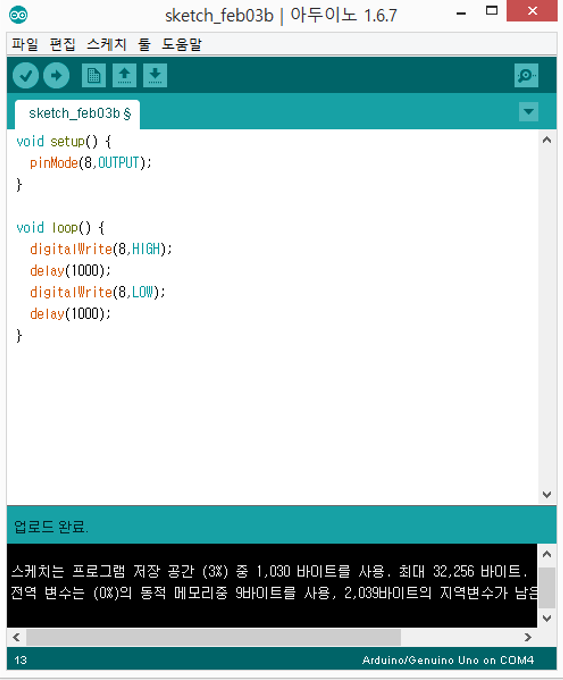 sketch_feb03b | 아두이노 1.6.7
파일 편집 스케치 툴 도움말
sketch_feb03b §
void setup() {
pinMode(8,OUTPUT);
}
void loop() {
digitalWrite(8,HIGH);
delay(1000);
digitalWrite(8,LOW);
delay(1000);
}
업로드 완료.
스케치는 프로그램 저장 공간 (3%) 중 1,030 바이트를 사용. 최대 32,256 바이트.
전역 변수는 (0%)의 동적 메모리중 9바이트를 사용, 2,039바이트의 지역변수가 남은
13
Arduino/Genuino Uno on COM4